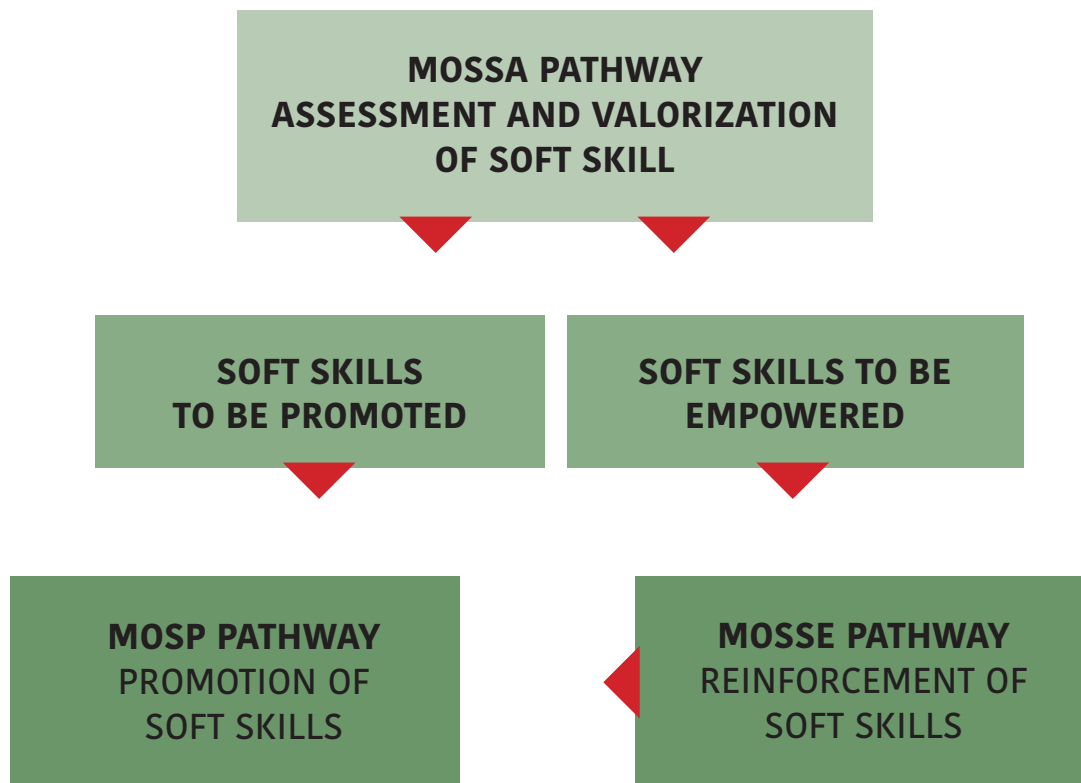 MOSSA PATHWAY
ASSESSMENT AND VALORIZATION
OF SOFT SKILL
SOFT SKILLS
TO BE PROMOTED
SOFT SKILLS TO BE
EMPOWERED
MOSP PATHWAY
PROMOTION OF
SOFT SKILLS
MOSSE PATHWAY
REINFORCEMENT OF
SOFT SKILLS